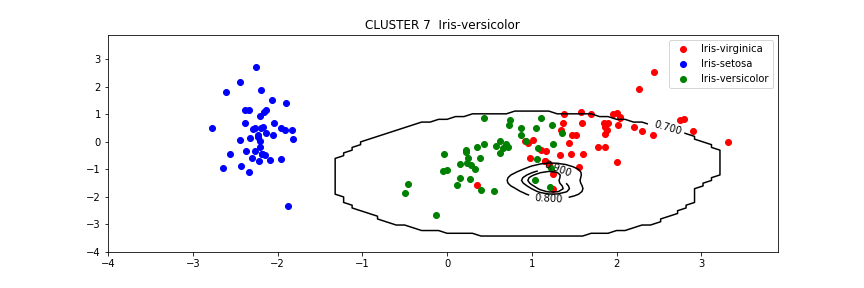 CLUSTER 7  Iris-versicolor
Iris-virginica
Iris-setosa
Iris-versicolor
3
2
1
0
−1
−2
−3
−4
0.700
0.800
−4 −3 −2 −1 0 1 2 3